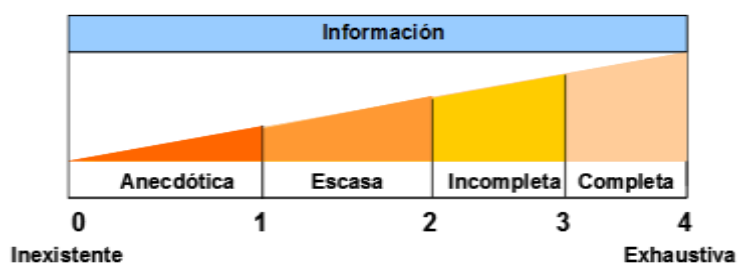 Información
Anecdótica Escasa Incompleta Completa
0 1 2 3 4
Inexistente Exhaustiva